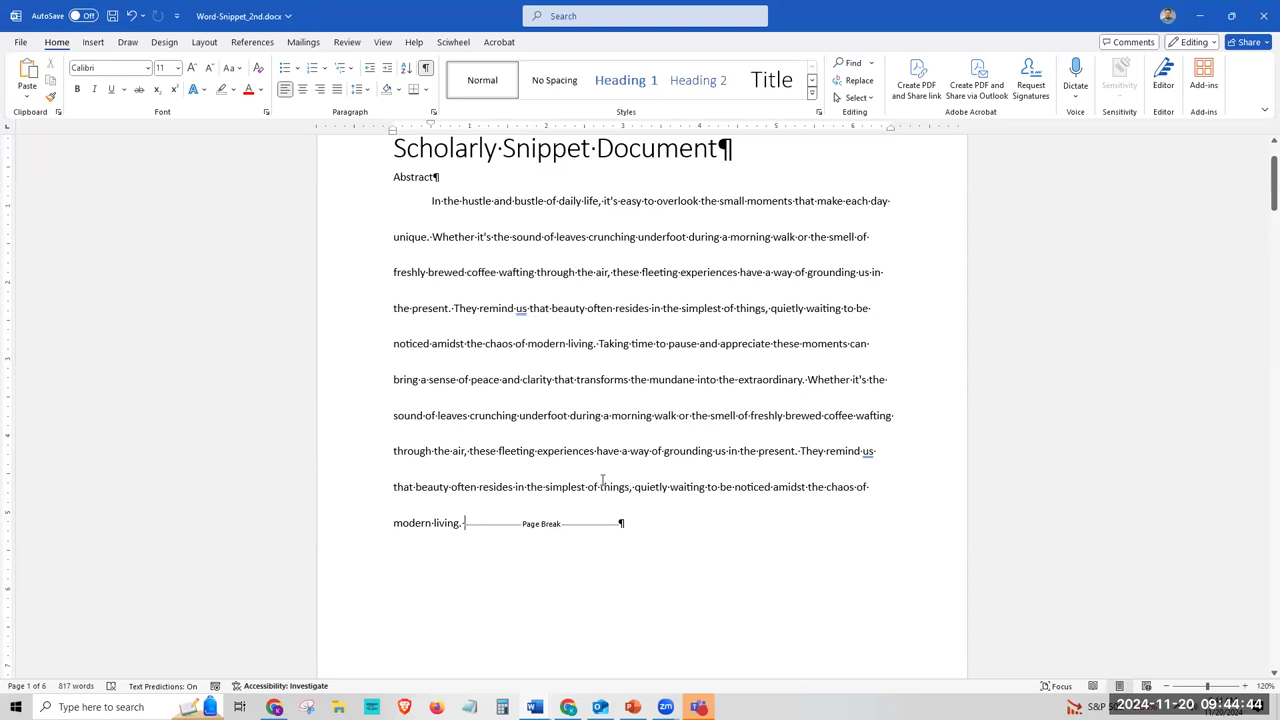 AutoSave Off Word-Snippet_2nd.docx Search
File Home Insert Draw Design Layout References Mailings Review View Help Sciwheel Acrobat Comments Editing Share
Paste Calibri 11 Normal No Spacing Heading 1 Heading 2 Title Find Replace Select Create PDF and Share link Create PDF and Share via Outlook Request Signatures Dictate Sensitivity Editor Add-ins
Clipboard Font Paragraph Styles Editing Adobe Acrobat Voice Sensitivity Editor Add-ins
Scholarly·Snippet·Document¶
Abstract¶
In·the·hustle·and·bustle·of·daily·life,·it's·easy·to·overlook·the·small·moments·that·make·each·day·
unique.·Whether·it's·the·sound·of·leaves·crunching·underfoot·during·a·morning·walk·or·the·smell·of·
freshly·brewed·coffee·wafting·through·the·air,·these·fleeting·experiences·have·a·way·of·grounding·us·in·
the·present.·They·remind·us·that·beauty·often·resides·in·the·simplest·of·things,·quietly·waiting·to·be·
noticed·amidst·the·chaos·of·modern·living.·Taking·time·to·pause·and·appreciate·these·moments·can·
bring·a·sense·of·peace·and·clarity·that·transforms·the·mundane·into·the·extraordinary.·Whether·it's·the·
sound·of·leaves·crunching·underfoot·during·a·morning·walk·or·the·smell·of·freshly·brewed·coffee·wafting·
through·the·air,·these·fleeting·experiences·have·a·way·of·grounding·us·in·the·present.·They·remind·us·
that·beauty·often·resides·in·the·simplest·of·things,·quietly·waiting·to·be·noticed·amidst·the·chaos·of·
modern·living.·Page Break¶
Page 1 of 6 817 words Text Predictions: On Accessibility: Investigate Focus 120%
Type here to search S&P 2024-11-20 09:44:44